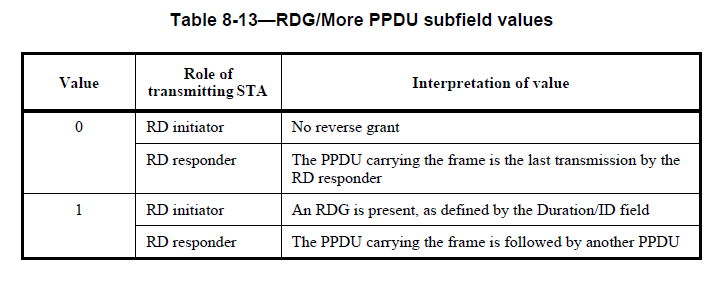 Table 8-13—RDG/More PPDU subfield values
Value
Role of
transmitting STA
Interpretation of value
0
RD initiator
No reverse grant
RD responder
The PPDU carrying the frame is the last transmission by the
RD responder
1
RD initiator
An RDG is present, as defined by the Duration/ID field
RD responder
The PPDU carrying the frame is followed by another PPDU